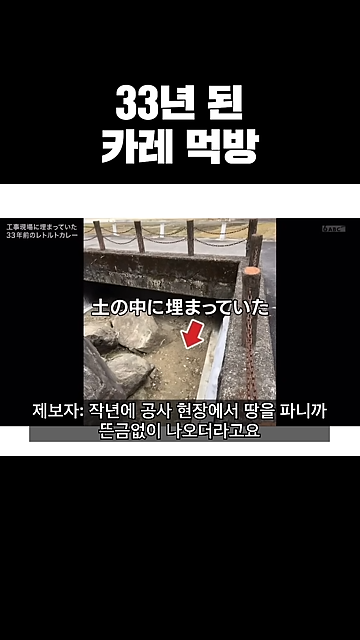 33년 된
카레 먹방
工事現場に埋まっていた
33年前のレトルトカレー
ABC
土の中に埋まっていた
제보자: 작년에 공사 현장에서 땅을 파니까
뜬금없이 나오더라고요